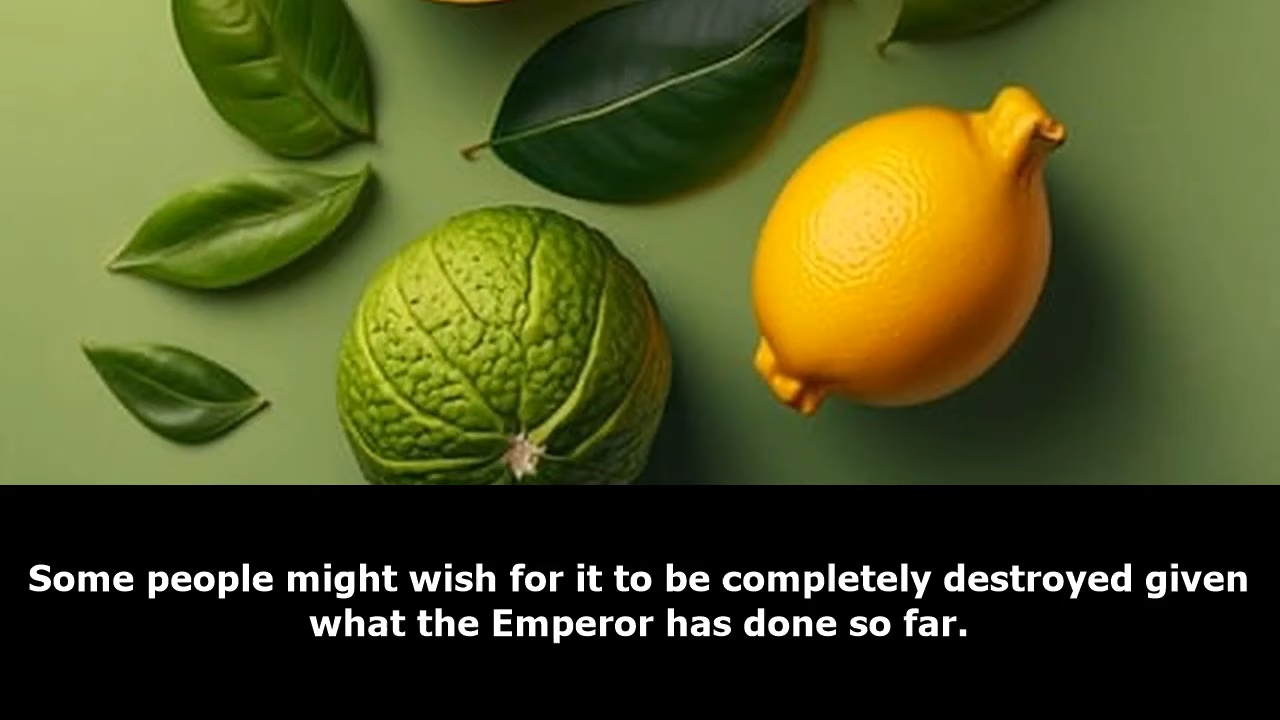 Some people might wish for it to be completely destroyed given
what the Emperor has done so far.